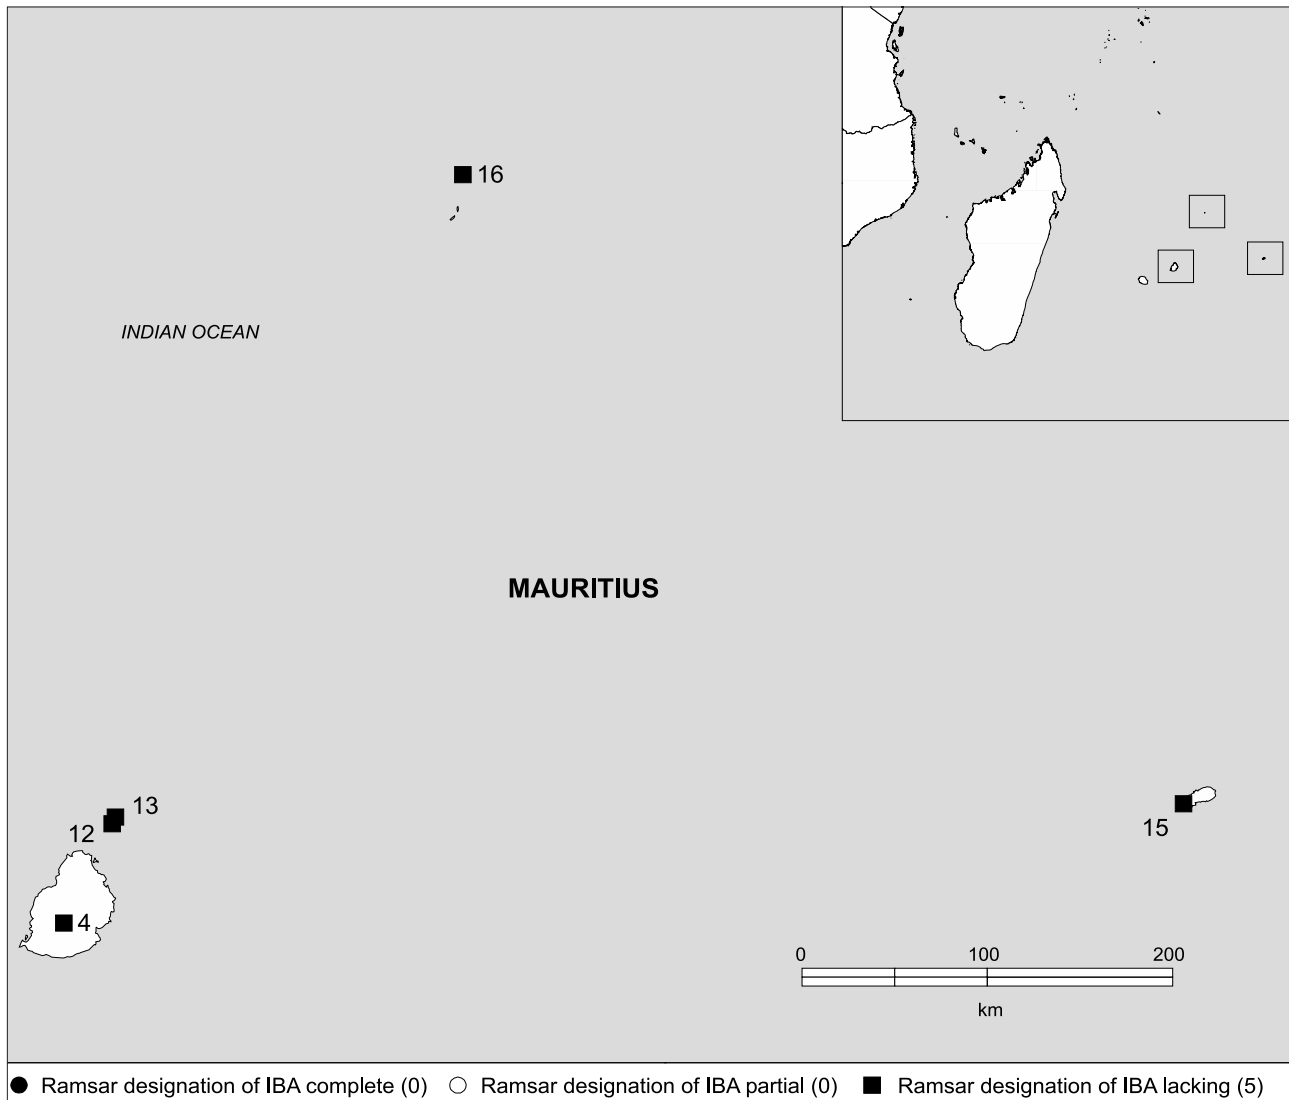 16
INDIAN OCEAN
MAURITIUS
13
12
15
4
0 100 200
km
Ramsar designation of IBA complete (0) Ramsar designation of IBA partial (0) Ramsar designation of IBA lacking (5)